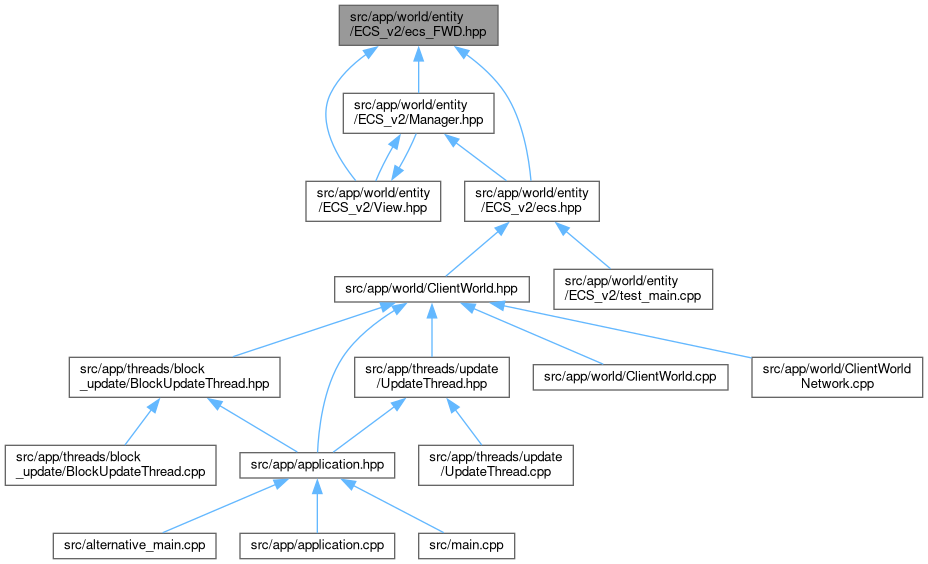 src/app/world/entity
/ECS_v2/ecs_FWD.hpp
src/app/world/entity
/ECS_v2/Manager.hpp
src/app/world/entity
/ECS_v2/View.hpp
src/app/world/entity
/ECS_v2/ecs.hpp
src/app/world/ClientWorld.hpp
src/app/world/entity
/ECS_v2/test_main.cpp
src/app/threads/block
_update/BlockUpdateThread.hpp
src/app/threads/update
/UpdateThread.hpp
src/app/world/ClientWorld.cpp
src/app/world/ClientWorld
Network.cpp
src/app/threads/block
_update/BlockUpdateThread.cpp
src/app/application.hpp
src/app/threads/update
/UpdateThread.cpp
src/alternative_main.cpp
src/app/application.cpp
src/main.cpp